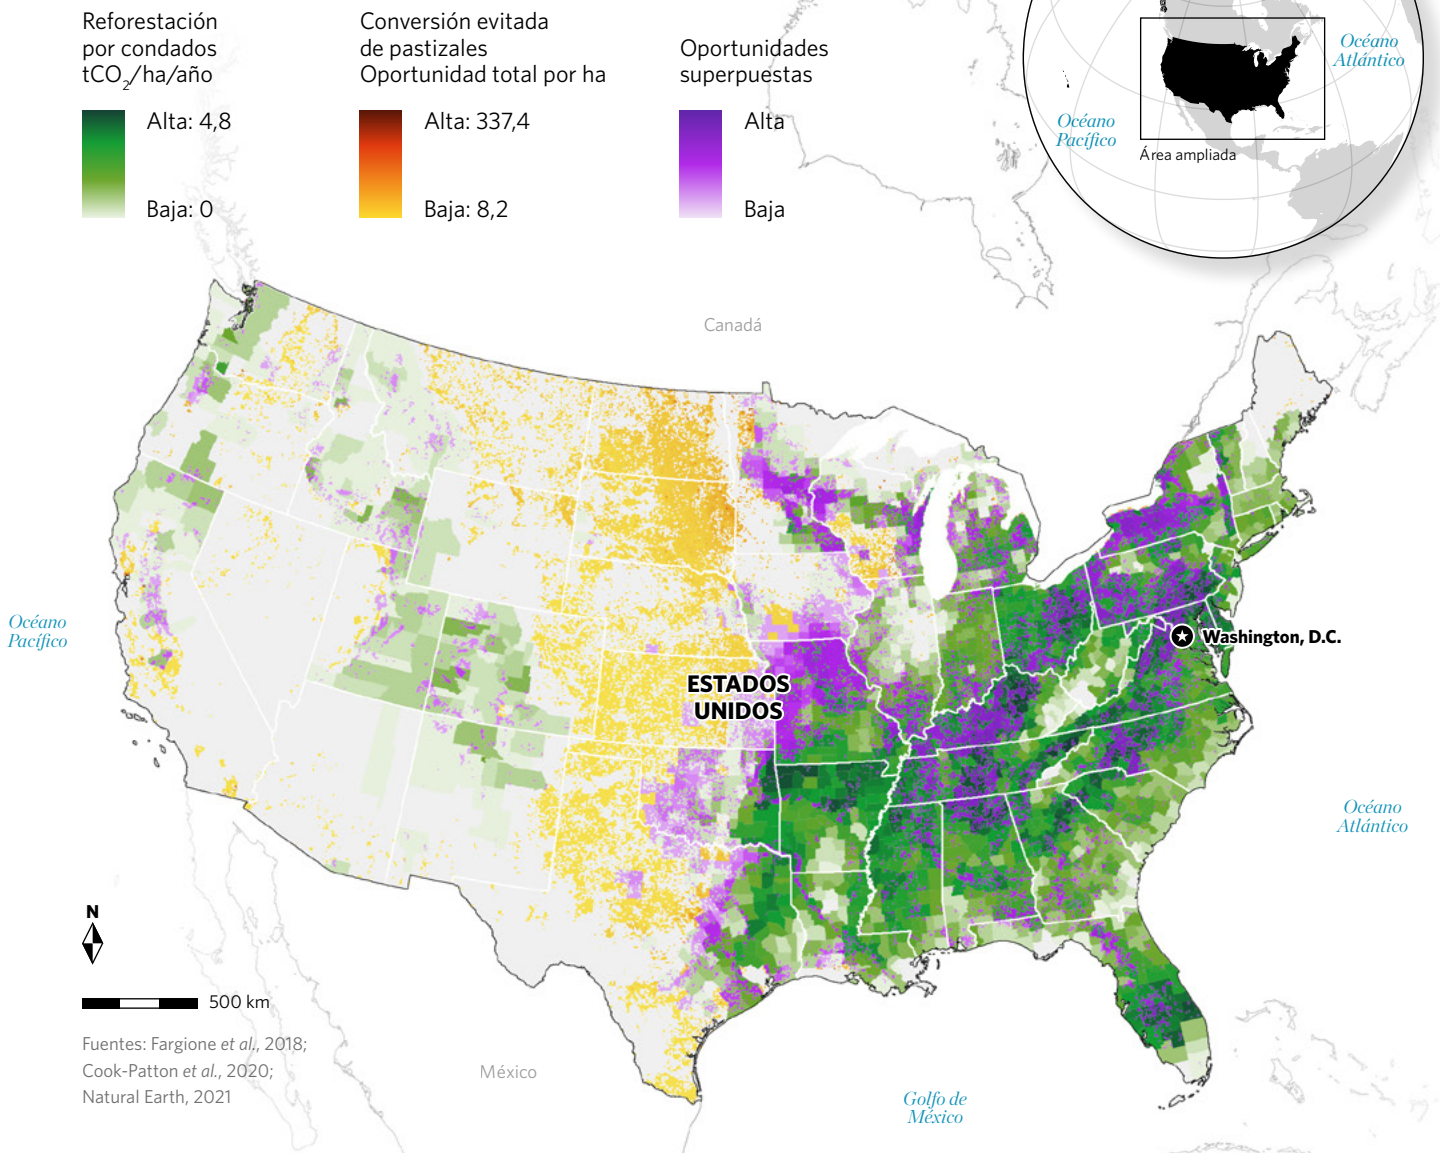 Reforestación
por condados
tCO₂/ha/año
Alta: 4,8
Baja: 0
Conversión evitada
de pastizales
Oportunidad total por ha
Alta: 337,4
Baja: 8,2
Oportunidades
superpuestas
Alta
Baja
Océano
Atlántico
Océano
Pacífico
Área ampliada
Canadá
Océano
Pacífico
Washington, D.C.
ESTADOS
UNIDOS
Océano
Atlántico
N
500 km
Fuentes: Fargione et al., 2018;
Cook-Patton et al., 2020;
Natural Earth, 2021
México
Golfo de
México